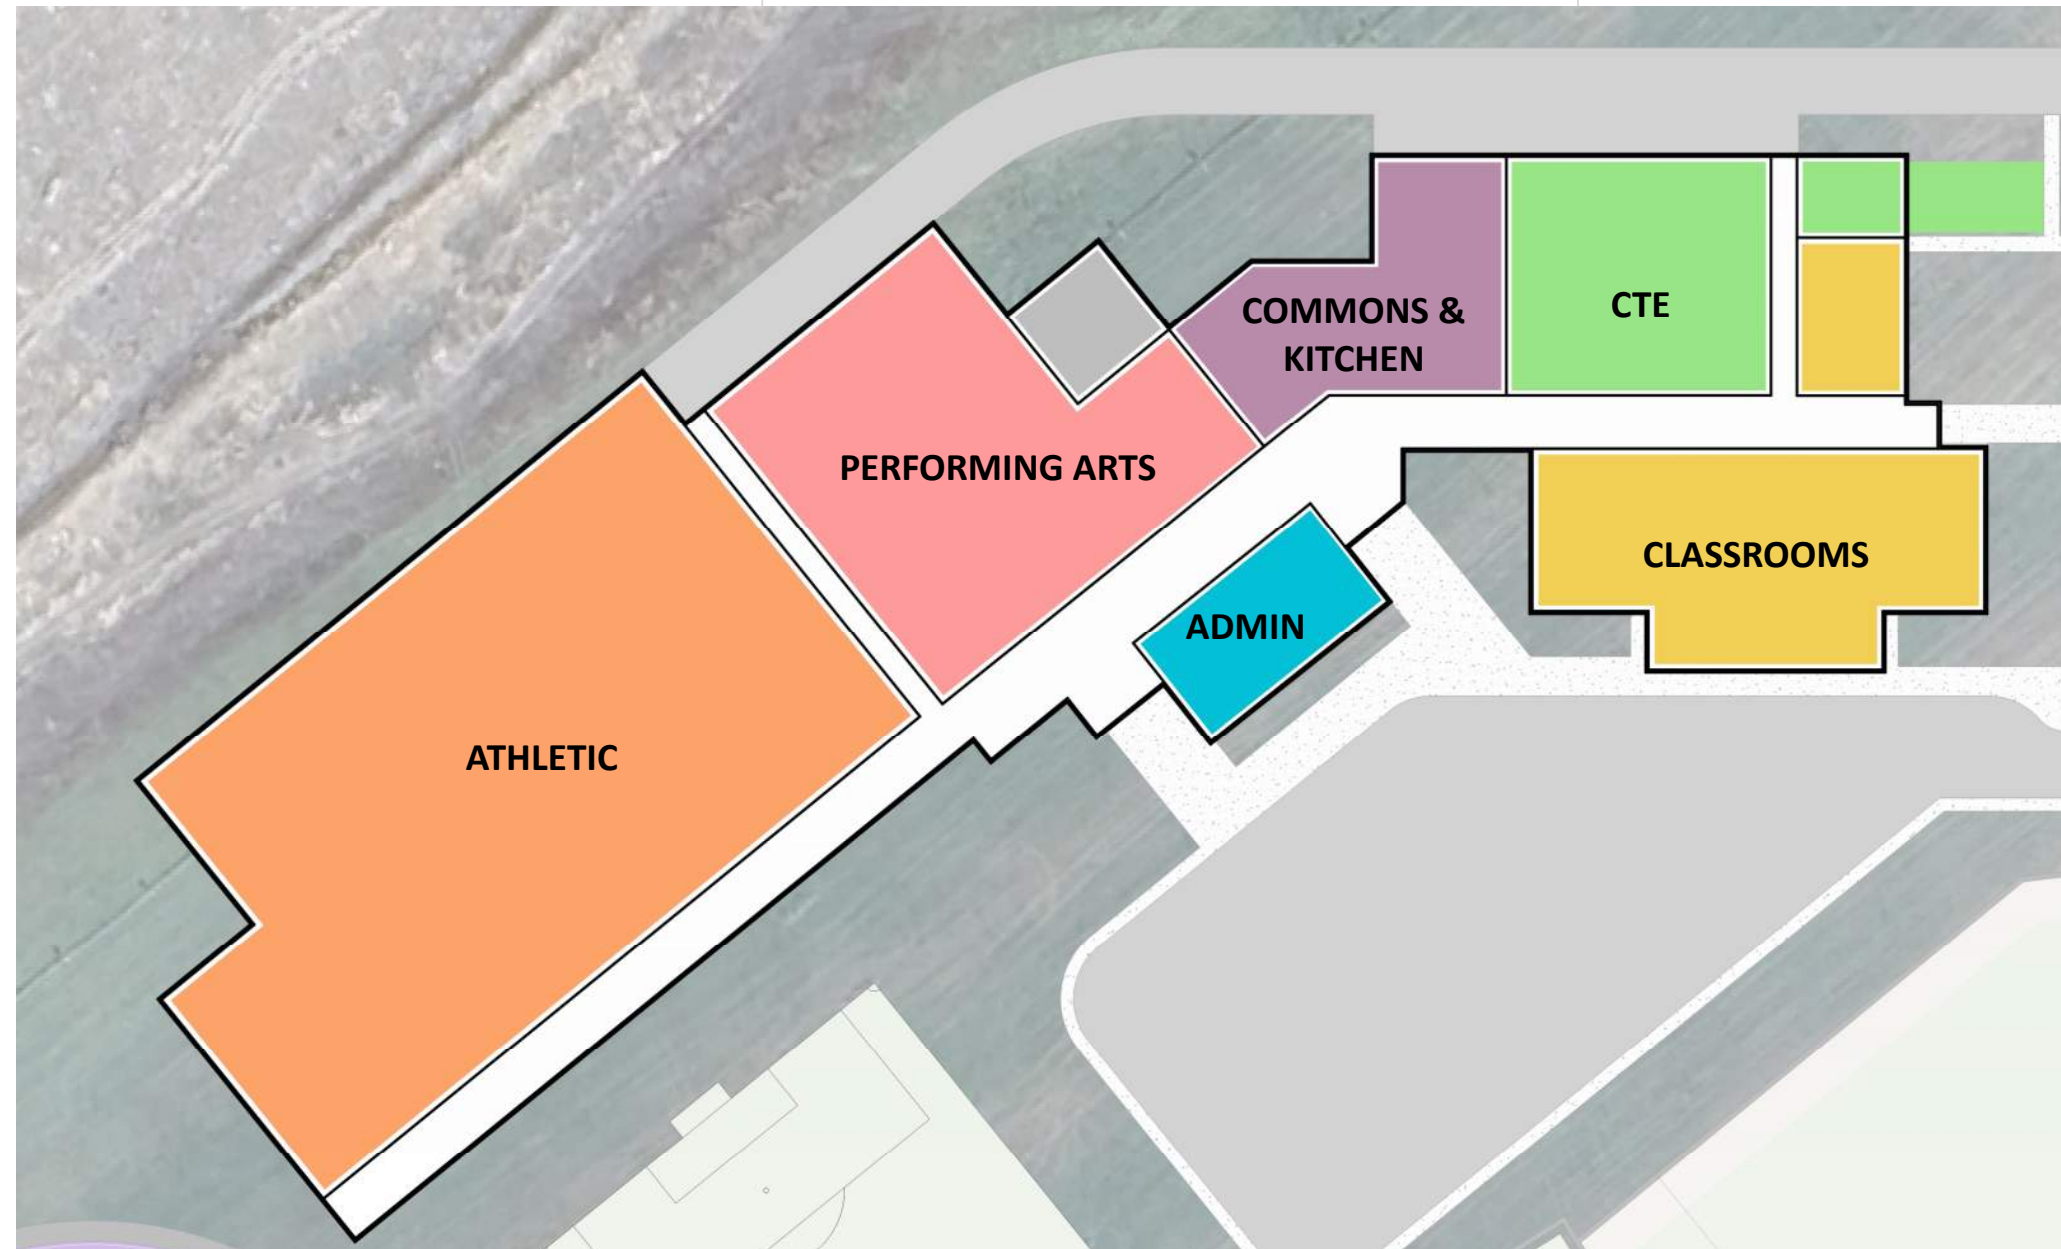 COMMONS &
KITCHEN
CTE
PERFORMING ARTS
CLASSROOMS
ADMIN
ATHLETIC